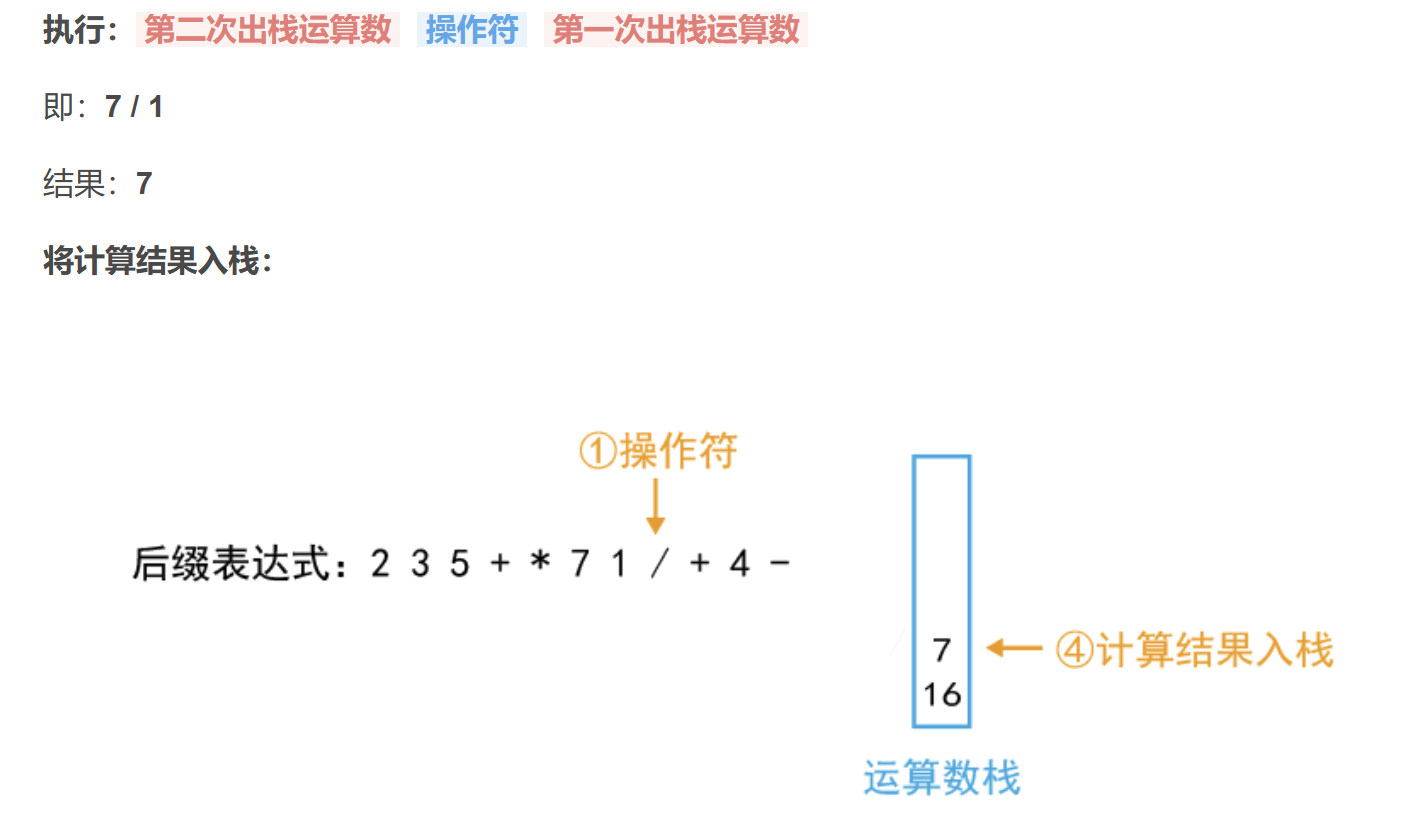 执行： 第二次出栈运算数 操作符 第一次出栈运算数
即：7 / 1
结果：7
将计算结果入栈：
①操作符
后缀表达式：2 3 5 + * 7 1 / + 4 -
7
④计算结果入栈
16
运算数栈